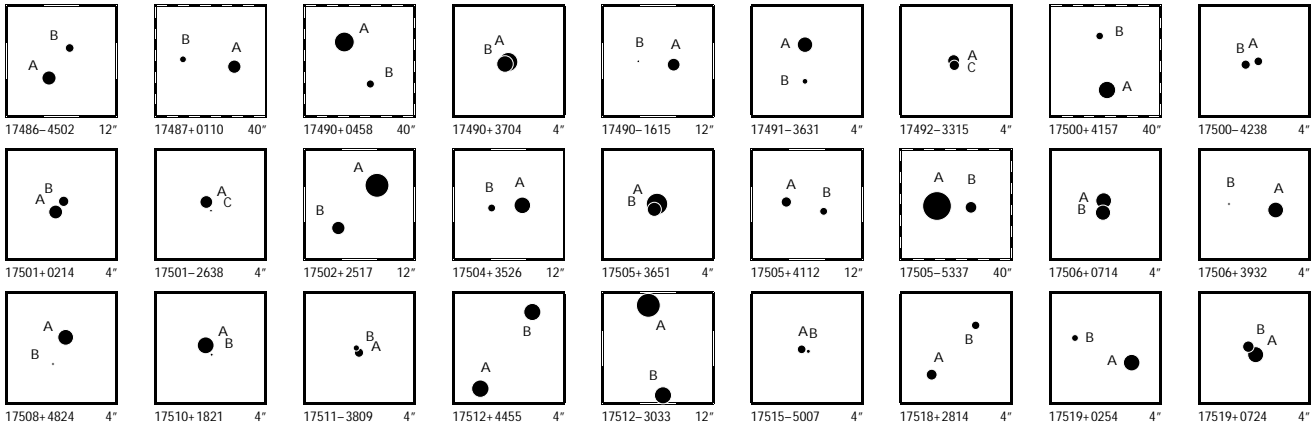 B A
17486−4502 12″
B A
17487+0110 40″
A B
17490+0458 40″
B A
17490+3704 4″
B A
17490−1615 12″
A B
17491−3631 4″
A C
17492−3315 4″
B A
17500+4157 40″
B A
17500−4238 4″
B A
17501+0214 4″
A C
17501−2638 4″
A B
17502+2517 12″
B A
17504+3526 12″
A B
17505+3651 4″
A B
17505+4112 12″
A B
17505−5337 40″
A B
17506+0714 4″
B A
17506+3932 4″
A B
17508+4824 4″
A B
17510+1821 4″
B A
17511−3809 4″
B A
17512+4455 4″
A B
17512−3033 12″
A B
17515−5007 4″
B A
17518+2814 4″
B A
17519+0254 4″
B A
17519+0724 4″